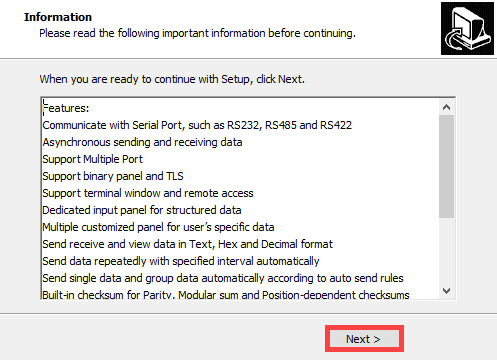 Information
Please read the following important information before continuing.
When you are ready to continue with Setup, click Next.
Features:
Communicate with Serial Port, such as RS232, RS485 and RS422
Asynchronous sending and receiving data
Support Multiple Port
Support binary panel and TLS
Support terminal window and remote access
Dedicated input panel for structured data
Multiple customized panel for user's specific data
Send receive and view data in Text, Hex and Decimal format
Send data repeatedly with specified interval automatically
Send single data and group data automatically according to auto send rules
Built-in checksum for Parity, Modular sum and Position-dependent checksums
Next >